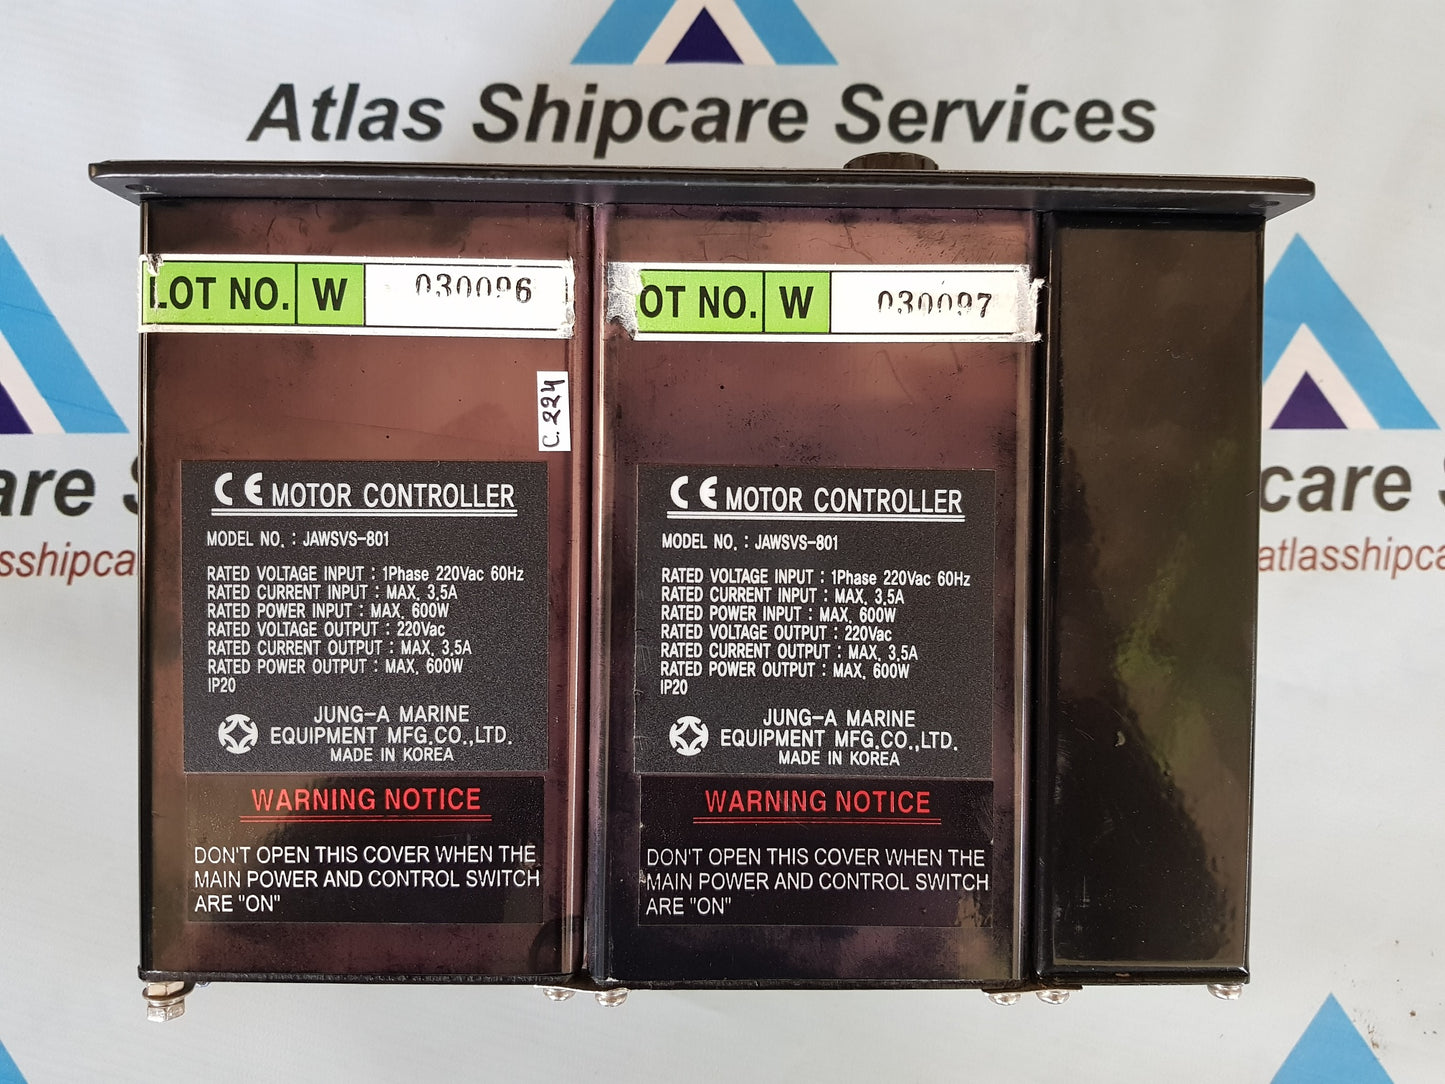 Atlas Shipcare Services
LOT NO. W 030096
OT NO. W 030097
C. 224
CE MOTOR CONTROLLER
MODEL NO. : JAWSVS-801
RATED VOLTAGE INPUT : 1Phase 220Vac 60Hz
RATED CURRENT INPUT : MAX. 3.5A
RATED POWER INPUT : MAX. 600W
RATED VOLTAGE OUTPUT : 220Vac
RATED CURRENT OUTPUT : MAX. 3.5A
RATED POWER OUTPUT : MAX. 600W
IP20
JUNG-A MARINE
EQUIPMENT MFG.CO.,LTD.
MADE IN KOREA
WARNING NOTICE
DON'T OPEN THIS COVER WHEN THE
MAIN POWER AND CONTROL SWITCH
ARE "ON"
CE MOTOR CONTROLLER
MODEL NO. : JAWSVS-801
RATED VOLTAGE INPUT : 1Phase 220Vac 60Hz
RATED CURRENT INPUT : MAX. 3.5A
RATED POWER INPUT : MAX. 600W
RATED VOLTAGE OUTPUT : 220Vac
RATED CURRENT OUTPUT : MAX. 3.5A
RATED POWER OUTPUT : MAX. 600W
IP20
JUNG-A MARINE
EQUIPMENT MFG.CO.,LTD.
MADE IN KOREA
WARNING NOTICE
DON'T OPEN THIS COVER WHEN THE
MAIN POWER AND CONTROL SWITCH
ARE "ON"
are S
sshipca
care S
atlasshipca